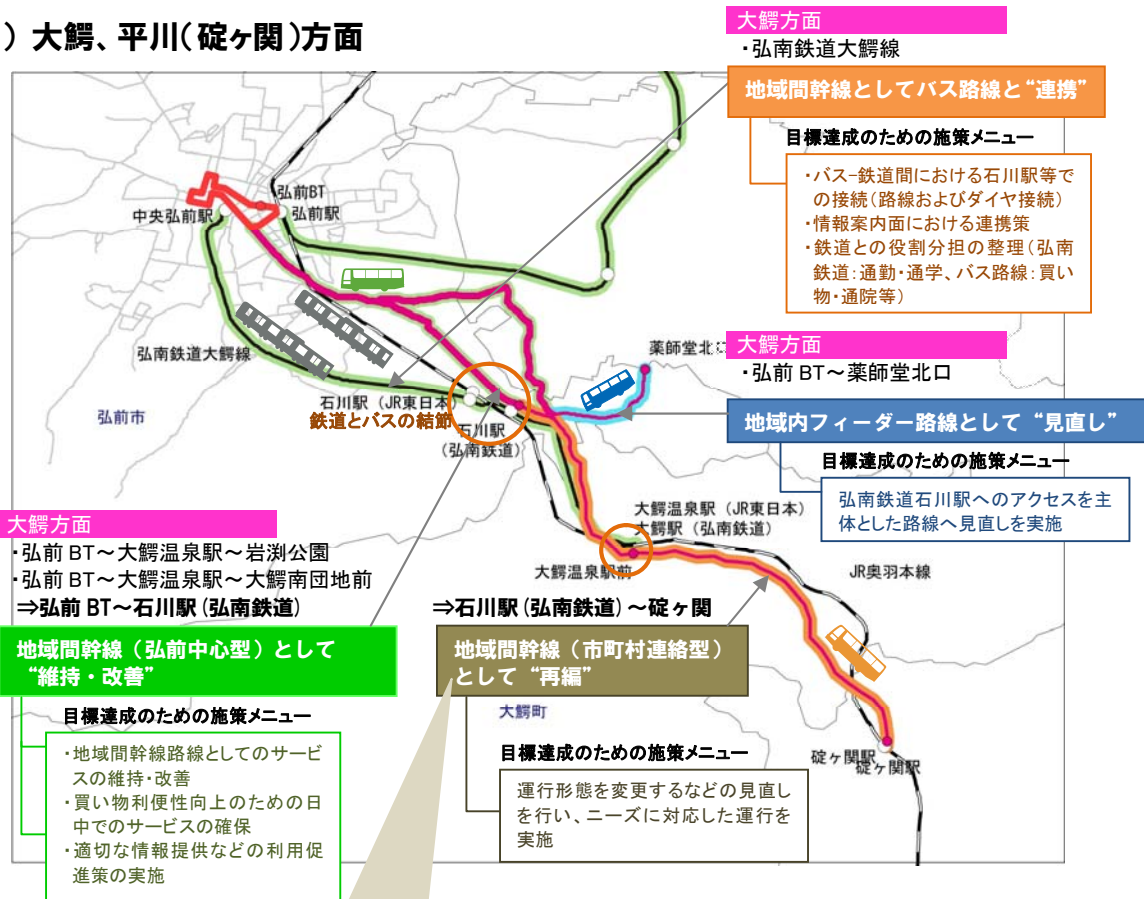 ）大鰐、平川（碇ヶ関）方面
大鰐方面
・弘南鉄道大鰐線
地域間幹線としてバス路線と“連携”
目標達成のための施策メニュー
・バス-鉄道間における石川駅等で
の接続（路線およびダイヤ接続）
・情報案内面における連携策
・鉄道との役割分担の整理（弘南
鉄道：通勤・通学、バス路線：買い
物・通院等）
弘前BT
弘前駅
中央弘前駅
弘南鉄道大鰐線
弘前市
石川駅（JR東日本）
鉄道とバスの結節
石川駅
（弘南鉄道）
薬師堂北口
大鰐方面
・弘前 BT～薬師堂北口
地域内フィーダー路線として“見直し”
目標達成のための施策メニュー
弘南鉄道石川駅へのアクセスを主
体とした路線へ見直しを実施
大鰐温泉駅（JR東日本）
大鰐駅（弘南鉄道）
大鰐温泉駅前
JR奥羽本線
大鰐方面
・弘前 BT～大鰐温泉駅～岩渕公園
・弘前 BT～大鰐温泉駅～大鰐南団地前
⇒弘前 BT～石川駅（弘南鉄道）
地域間幹線（弘前中心型）として
“維持・改善”
目標達成のための施策メニュー
・地域間幹線路線としてのサービ
スの維持・改善
・買い物利便性向上のための日
中でのサービスの確保
・適切な情報提供などの利用促
進策の実施
⇒石川駅（弘南鉄道）～碇ヶ関
地域間幹線（市町村連絡型）
として“再編”
大鰐町
目標達成のための施策メニュー
運行形態を変更するなどの見直し
を行い、ニーズに対応した運行を
実施
碇ヶ関駅
碇ヶ関駅